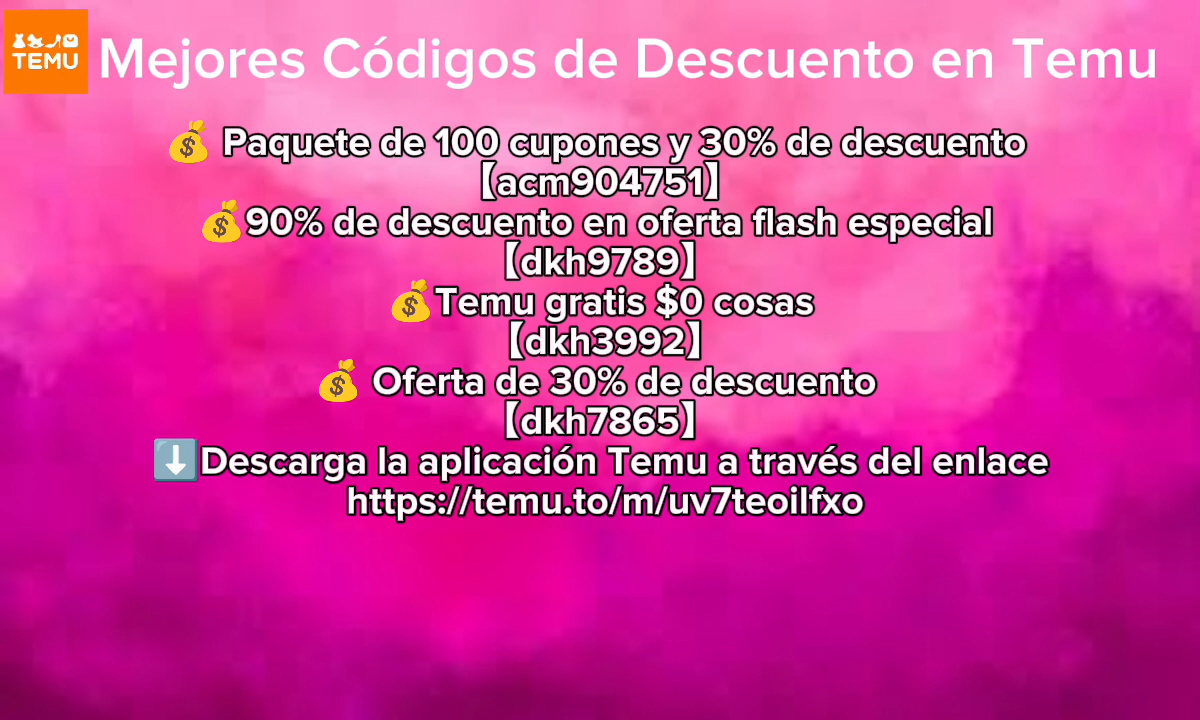 TEMU
Mejores Códigos de Descuento en Temu
💰 Paquete de 100 cupones y 30% de descuento
【acm904751】
💰90% de descuento en oferta flash especial
【dkh9789】
💰Temu gratis $0 cosas
【dkh3992】
💰 Oferta de 30% de descuento
【dkh7865】
⬇️Descarga la aplicación Temu a través del enlace
https://temu.to/m/uv7teoilfxo